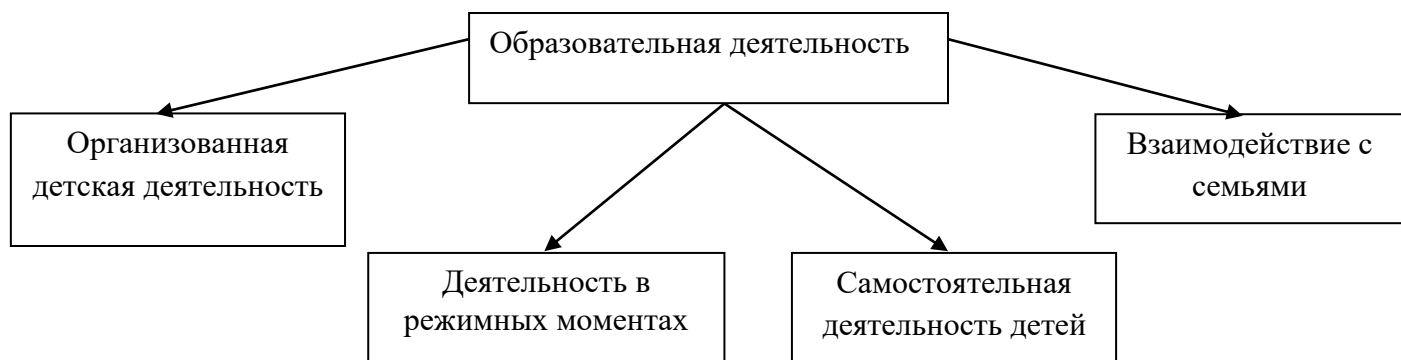 Образовательная деятельность
Организованная
детская деятельность
Взаимодействие с
семьями
Деятельность в
режимных моментах
Самостоятельная
деятельность детей